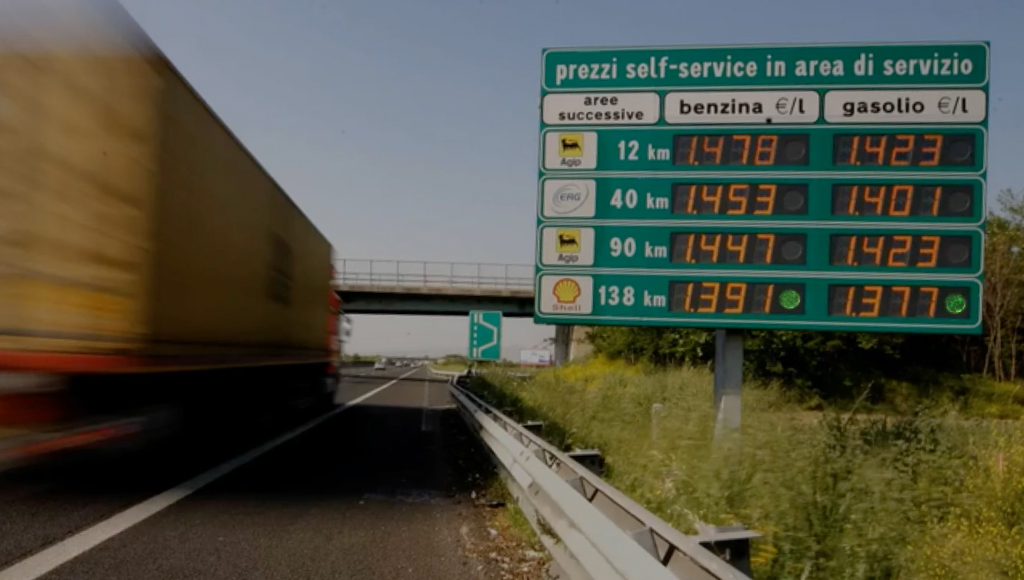 prezzi self-service in area di servizio
aree successive benzina €/l gasolio €/l
Agip 12 km 1.478 1.423
ERG 40 km 1.453 1.401
Agip 90 km 1.447 1.423
Shell 138 km 1.391 1.377